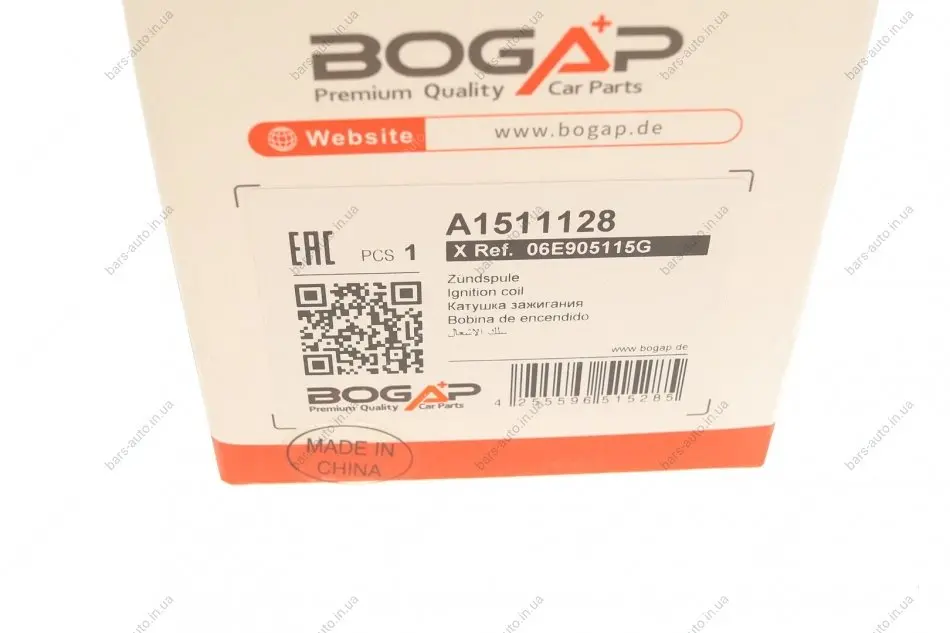 BOGAP
Premium Quality Car Parts
Website www.bogap.de
A1511128
EAC PCS 1
X Ref. 06E905115G
Zündspule
Ignition coil
Катушка зажигания
Bobina de encendido
www.bogap.de
BOGAP
Premium Quality Car Parts
4 255596 515285
MADE IN
CHINA
bars-auto.in.ua